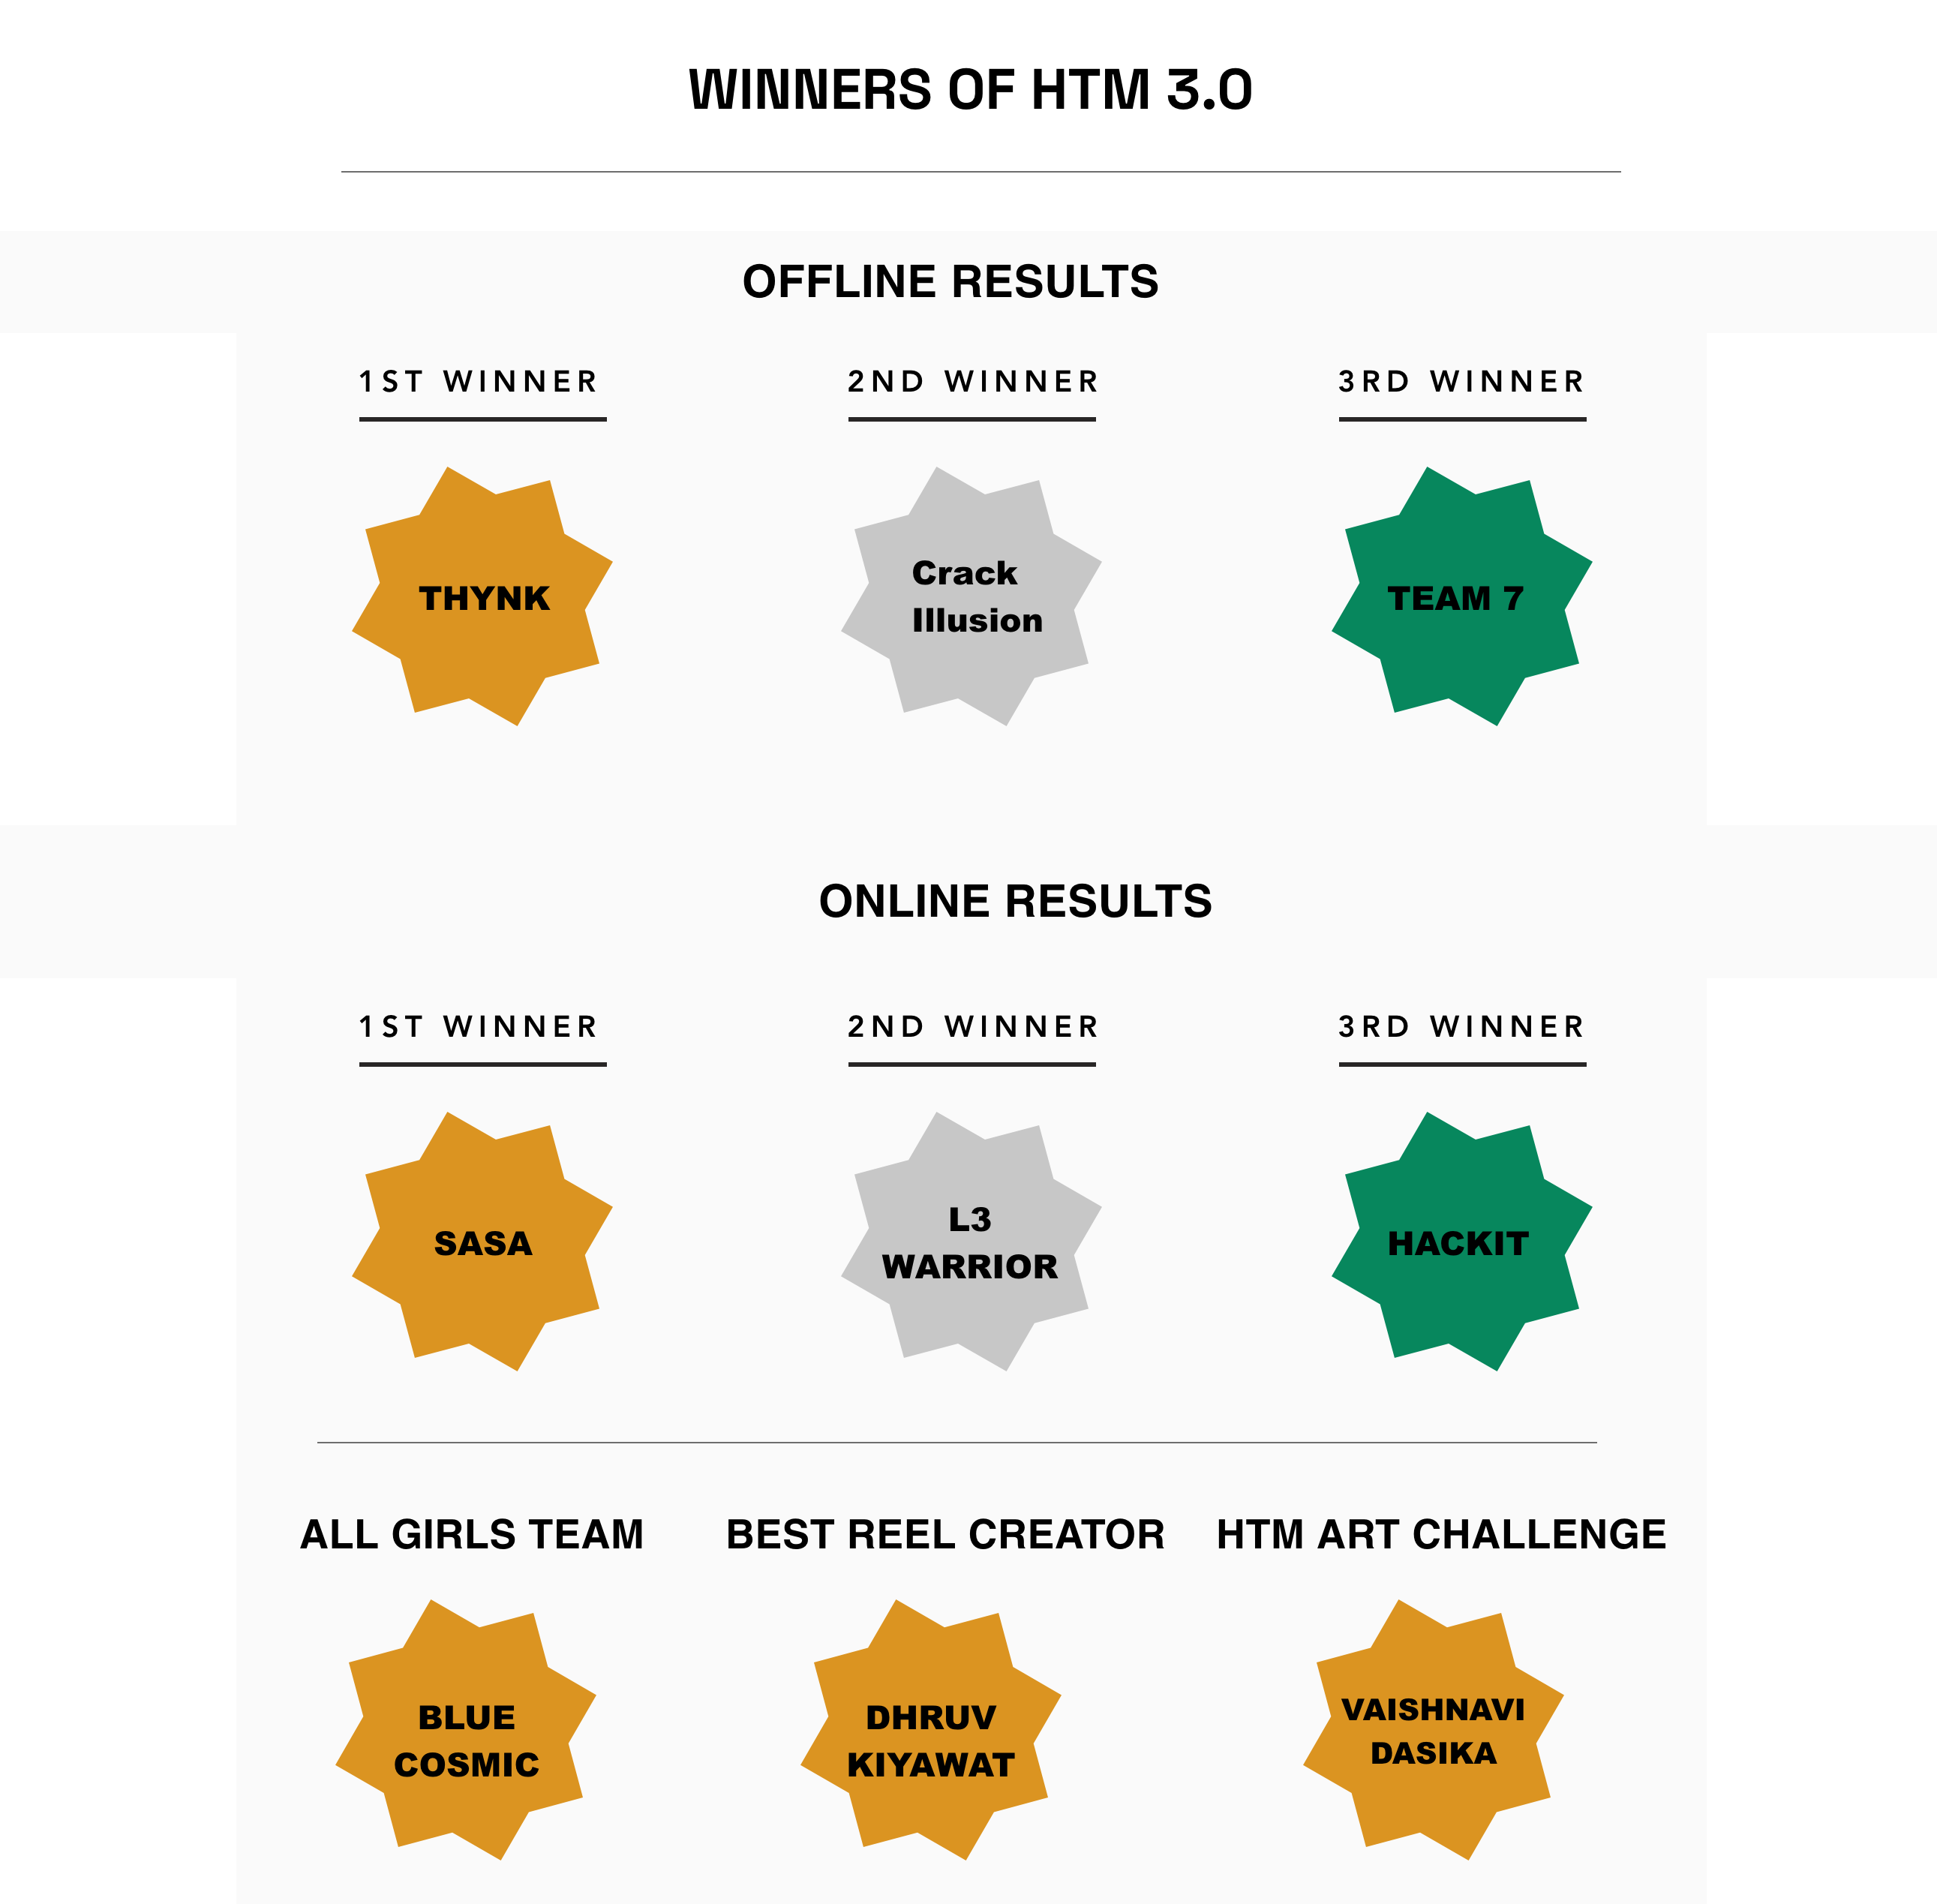 WINNERS OF HTM 3.0
OFFLINE RESULTS
1ST WINNER
2ND WINNER
3RD WINNER
THYNK
Crack
Illusion
TEAM 7
ONLINE RESULTS
1ST WINNER
2ND WINNER
3RD WINNER
SASA
L3
WARRIOR
HACKIT
ALL GIRLS TEAM
BEST REEL CREATOR
HTM ART CHALLENGE
BLUE
COSMIC
DHRUV
KIYAWAT
VAISHNAVI
DASIKA